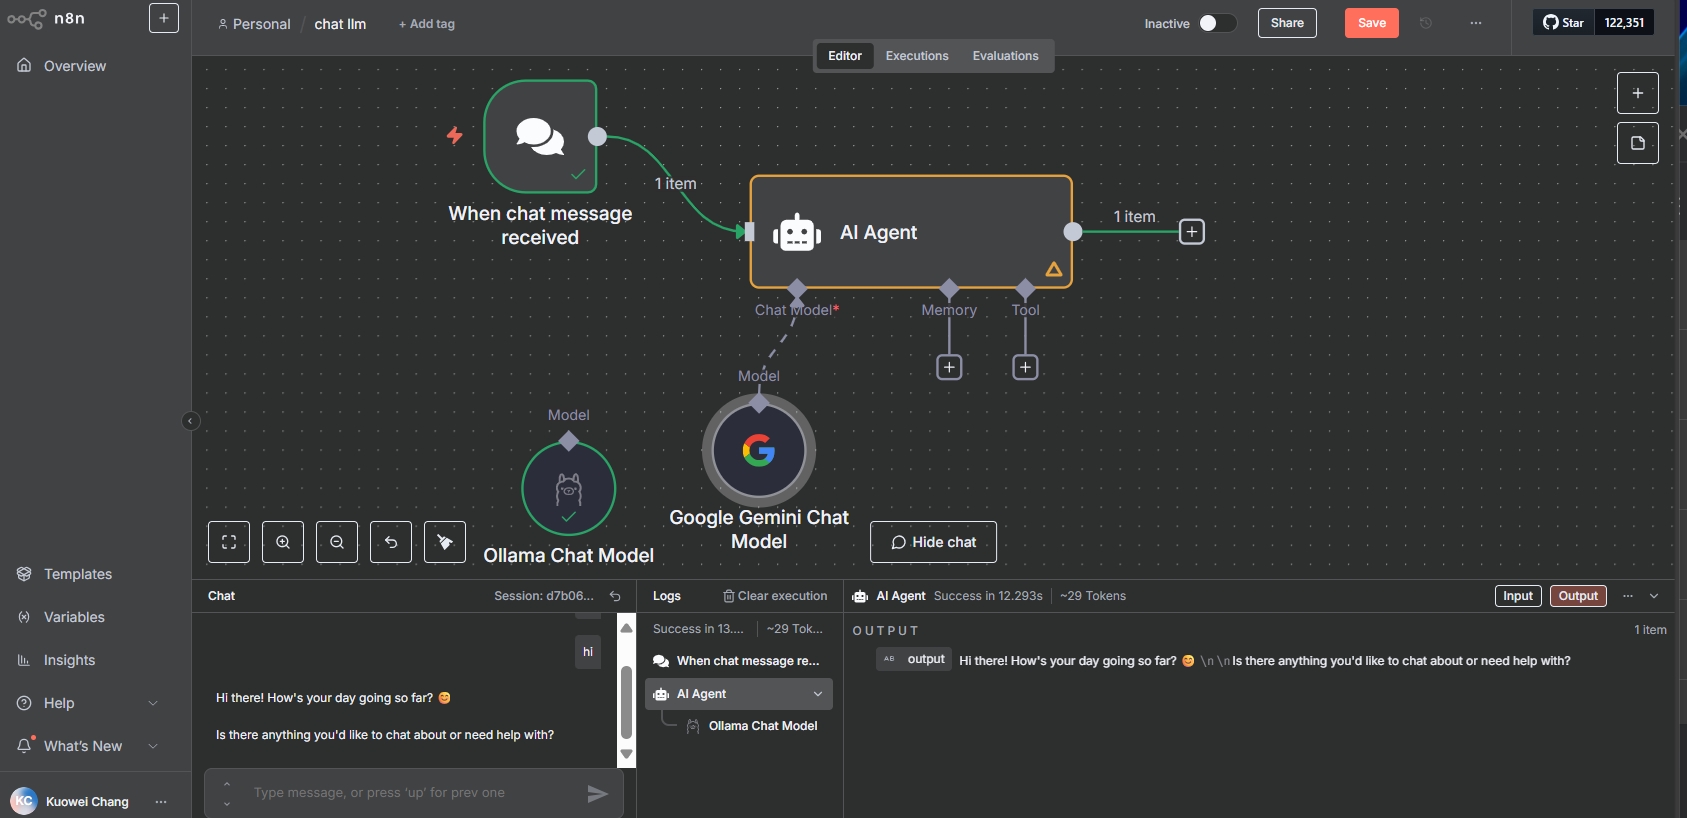 n8n
+
Personal / chat llm + Add tag
Inactive
Share
Save
...
Star 122,351
Overview
Editor Executions Evaluations
1 item
When chat message
received
AI Agent
1 item
Chat Model*
Memory
Tool
Model
Model
Google Gemini Chat
Model
Ollama Chat Model
Hide chat
Templates
Variables
Insights
Help
What's New
KC Kuowei Chang ...
Chat
Session: d7b06...
hi
Hi there! How's your day going so far? 😊
Is there anything you'd like to chat about or need help with?
Type message, or press 'up' for prev one
Logs
Clear execution
Success in 13.... ~29 Tok...
When chat message re...
AI Agent
Ollama Chat Model
AI Agent Success in 12.293s ~29 Tokens
Input Output ...
OUTPUT
1 item
AB output Hi there! How's your day going so far? 😊 \n\nIs there anything you'd like to chat about or need help with?